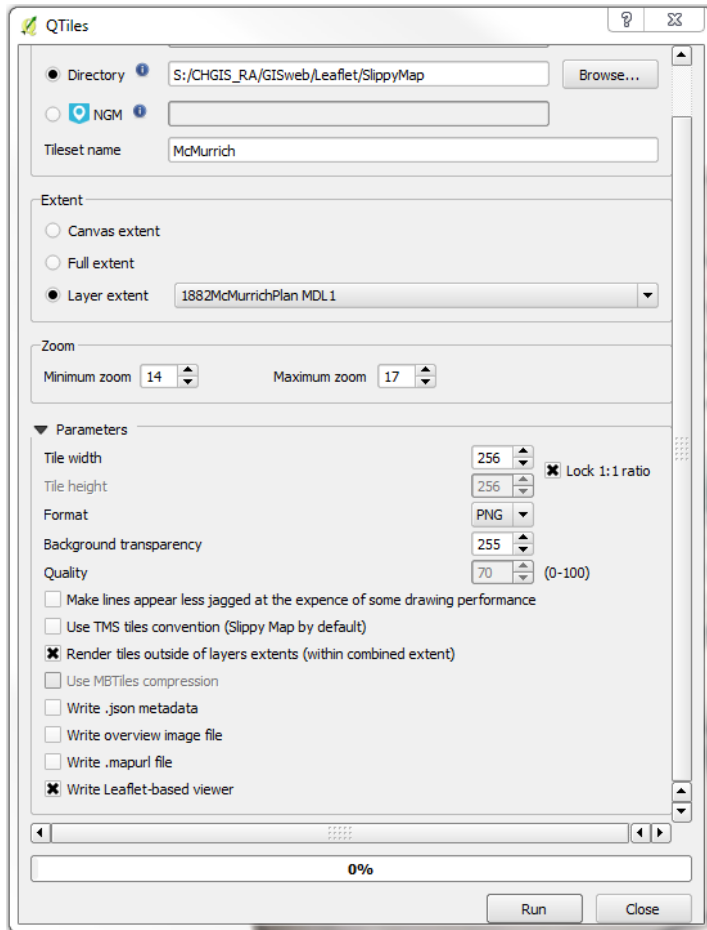 QTiles
Directory S:/CHGIS_RA/GISweb/Leaflet/SlippyMap Browse...
NGM
Tileset name McMurrich
Extent
Canvas extent
Full extent
Layer extent 1882McMurrichPlan MDL1
Zoom
Minimum zoom 14 Maximum zoom 17
Parameters
Tile width 256
Lock 1:1 ratio
Tile height 256
Format PNG
Background transparency 255
Quality 70 (0-100)
Make lines appear less jagged at the expence of some drawing performance
Use TMS tiles convention (Slippy Map by default)
Render tiles outside of layers extents (within combined extent)
Use MBTiles compression
Write .json metadata
Write overview image file
Write .mapurl file
Write Leaflet-based viewer
0%
Run Close